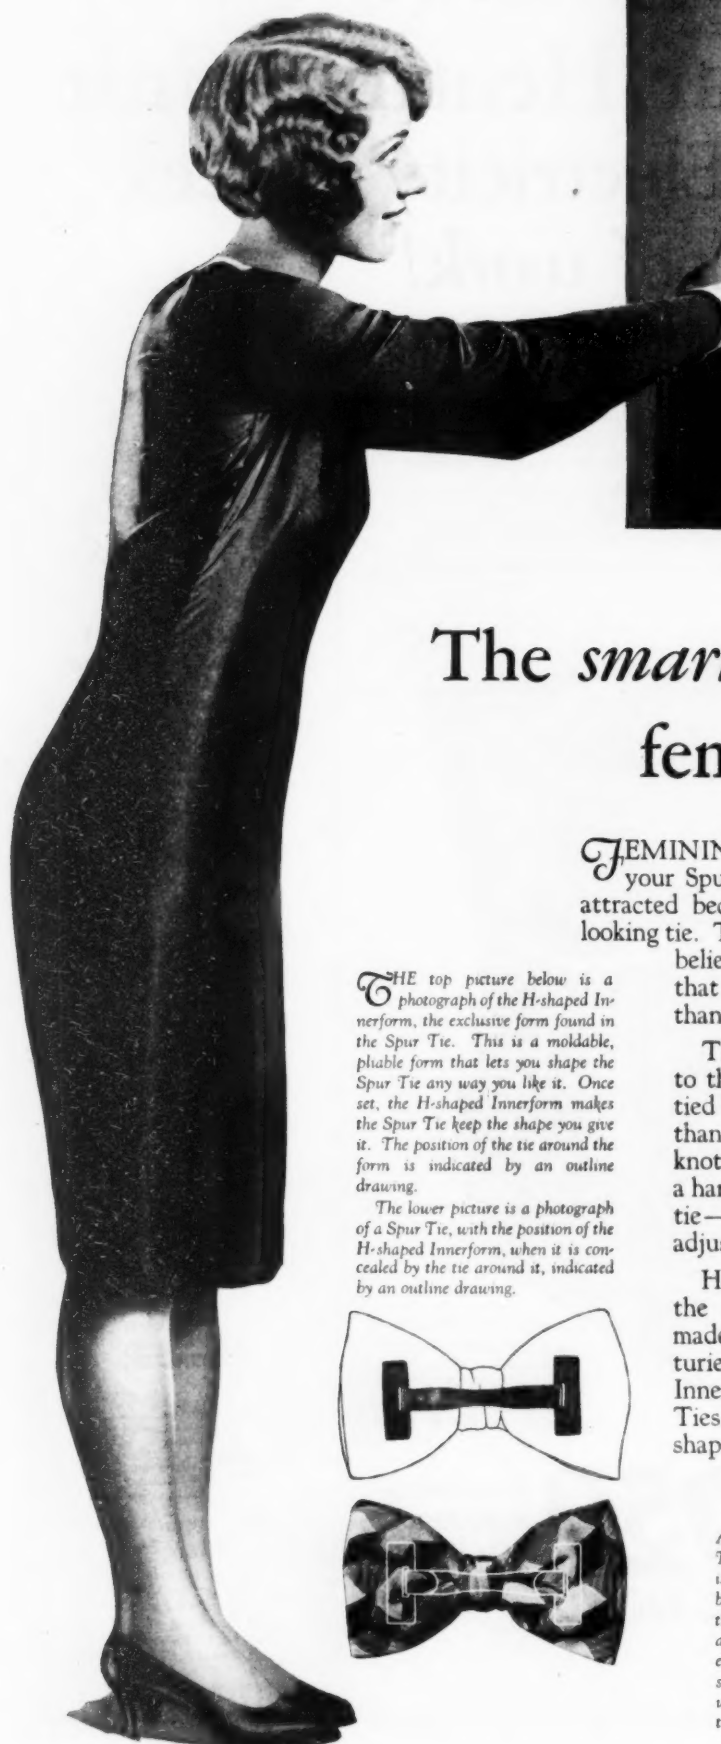 The smar
fem
FEMININ
your Spu
attracted bec
looking tie. T
belie
that
than
T
to th
tied
than
knot
a har
tie—
adjus
H
the
made
turie
Inne
Ties
shap
THE top picture below is a
photograph of the H-shaped In-
nerform, the exclusive form found in
the Spur Tie. This is a moldable,
pliable form that lets you shape the
Spur Tie any way you like it. Once
set, the H-shaped Innerform makes
the Spur Tie keep the shape you give
it. The position of the tie around the
form is indicated by an outline
drawing.
The lower picture is a photograph
of a Spur Tie, with the position of the
H-shaped Innerform, when it is con-
cealed by the tie around it, indicated
by an outline drawing.